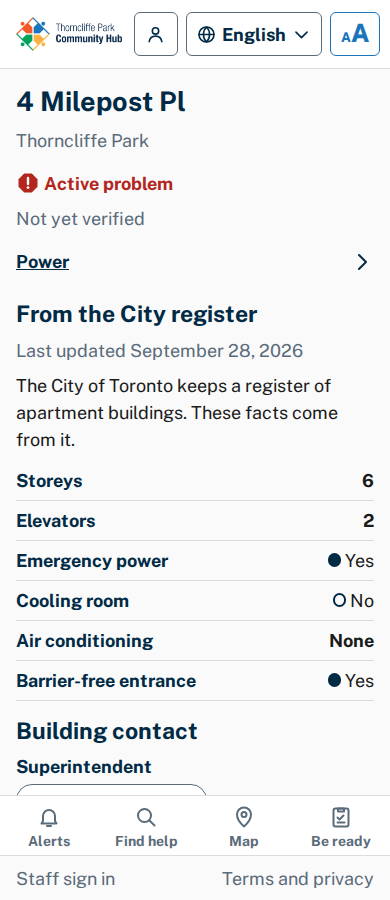 Thorncliffe Park
Community Hub
English
AA
4 Milepost Pl
Thorncliffe Park
Active problem
Not yet verified
Power
From the City register
Last updated September 28, 2026
The City of Toronto keeps a register of
apartment buildings. These facts come
from it.
Storeys 6
Elevators 2
Emergency power Yes
Cooling room No
Air conditioning None
Barrier-free entrance Yes
Building contact
Superintendent
Alerts Find help Map Be ready
Staff sign in Terms and privacy